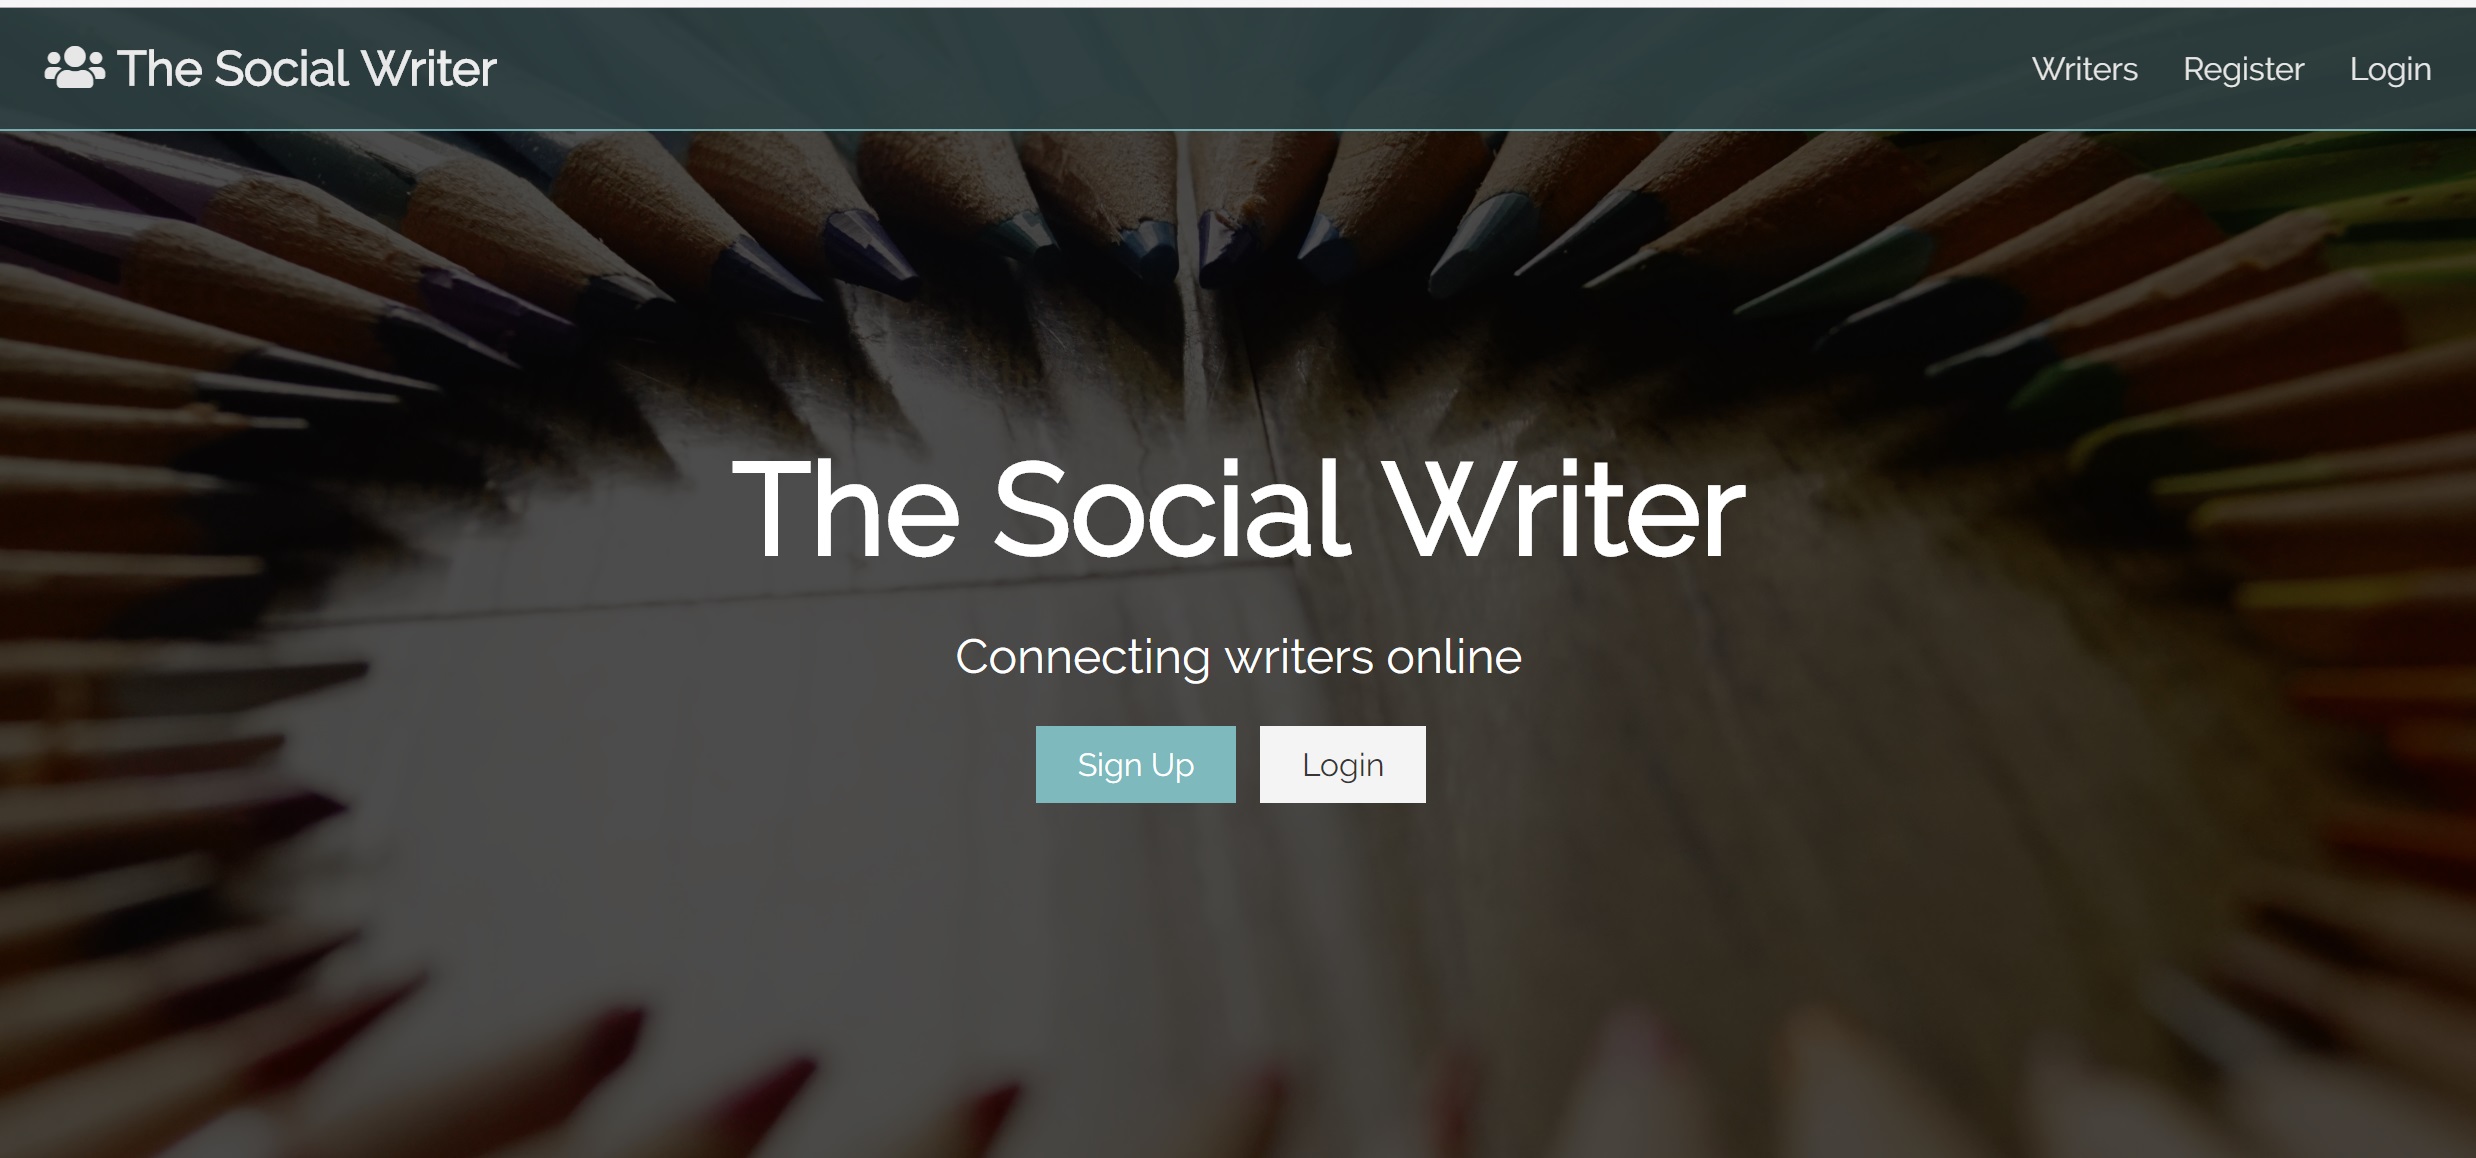 The Social Writer
Writers Register Login
The Social Writer
Connecting writers online
Sign Up Login